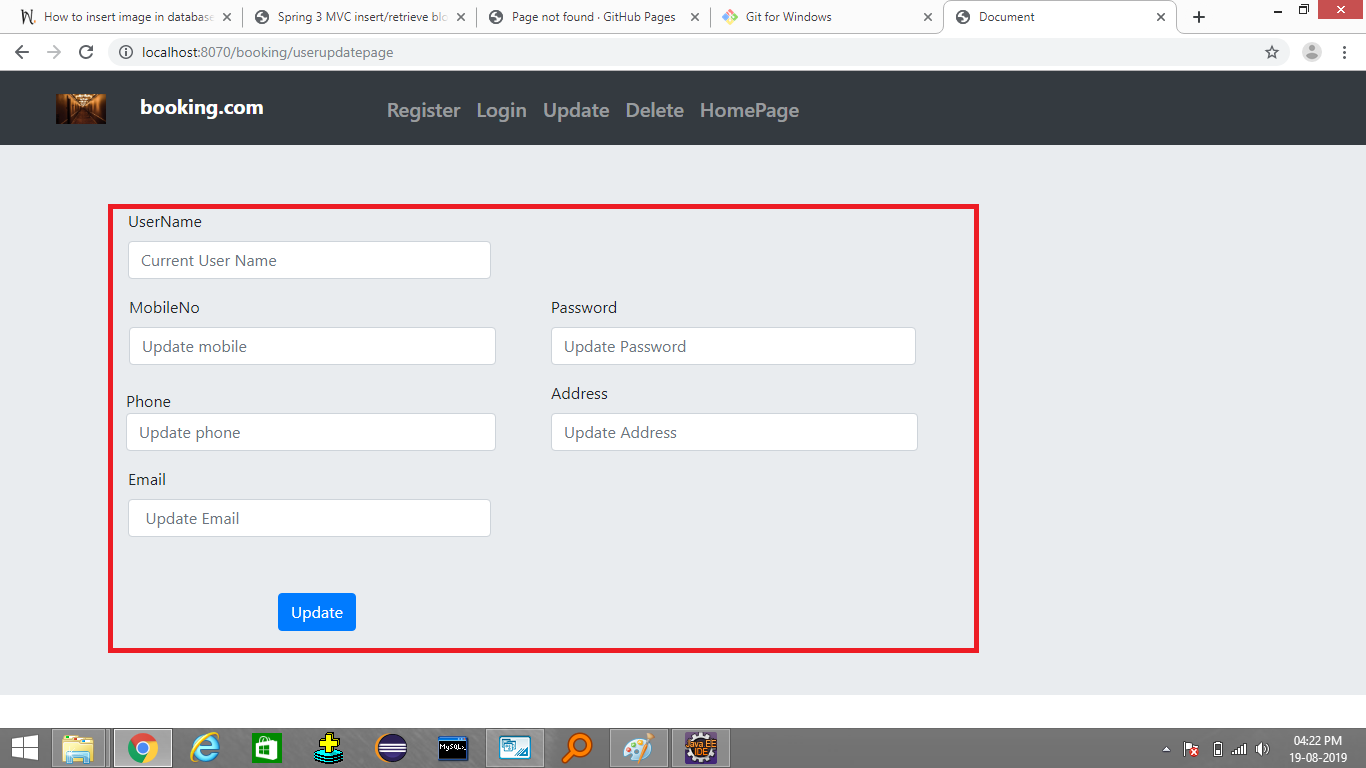 How to insert image in database
Spring 3 MVC insert/retrieve blo
Page not found · GitHub Pages
Git for Windows
Document
localhost:8070/booking/userupdatepage
booking.com
Register Login Update Delete HomePage
UserName
Current User Name
MobileNo
Password
Update mobile
Update Password
Phone
Address
Update phone
Update Address
Email
Update Email
Update
MySQL
Java EE
IDE
04:22 PM
19-08-2019